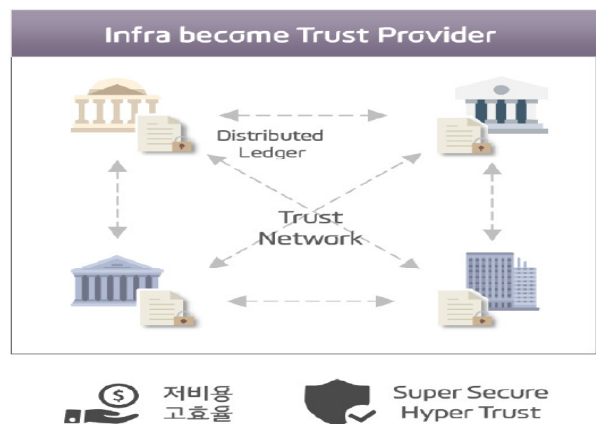 Infra become Trust Provider
Distributed
Ledger
Trust
Network
저비용
고효율
Super Secure
Hyper Trust